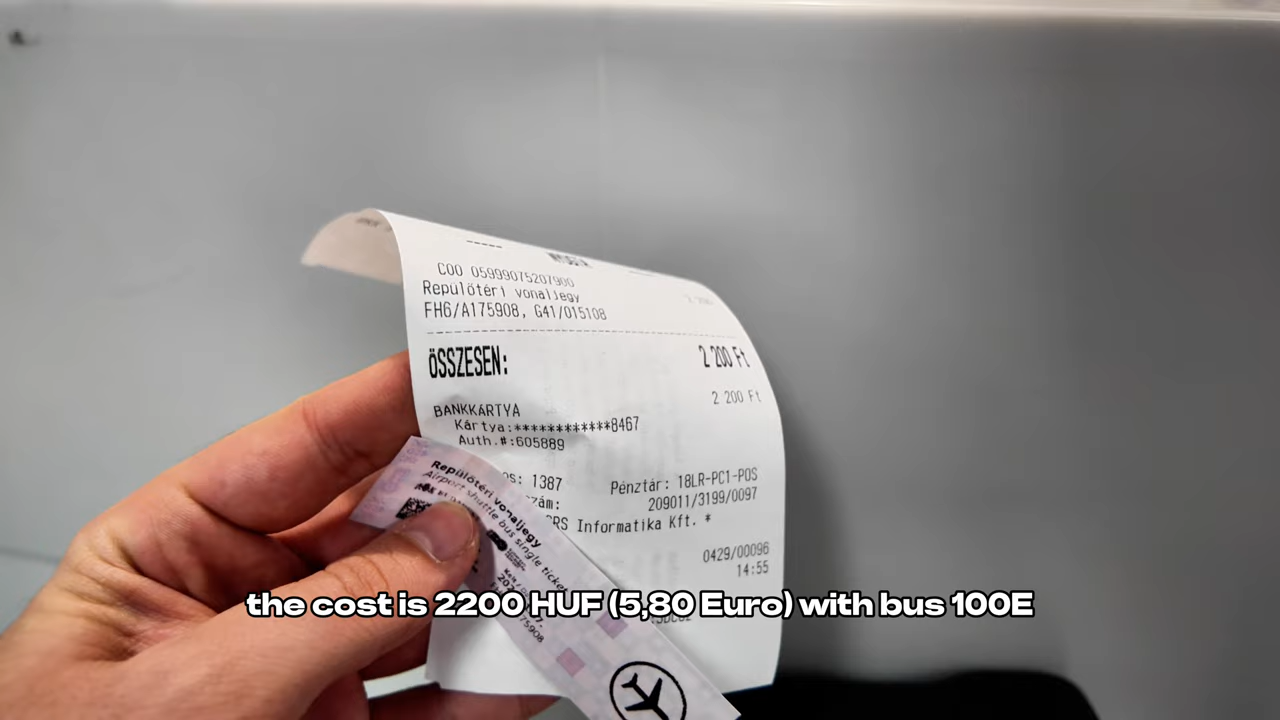 C00 05999075207900
Repülőtéri vonaljegy
FH6/A175908, G41/015108
ÖSSZESEN: 2 200 Ft
2 200 Ft
BANKKÁRTYA
Kártya:************8467
Auth.#:605889
1387 Pénztár: 18LR-PC1-POS
209011/3199/0097
Informatika Kft. *
0429/00096
14:55
Repülőtéri vonaljegy
Airport shuttle bus single ticket
the cost is 2200 HUF (5,80 Euro) with bus 100E